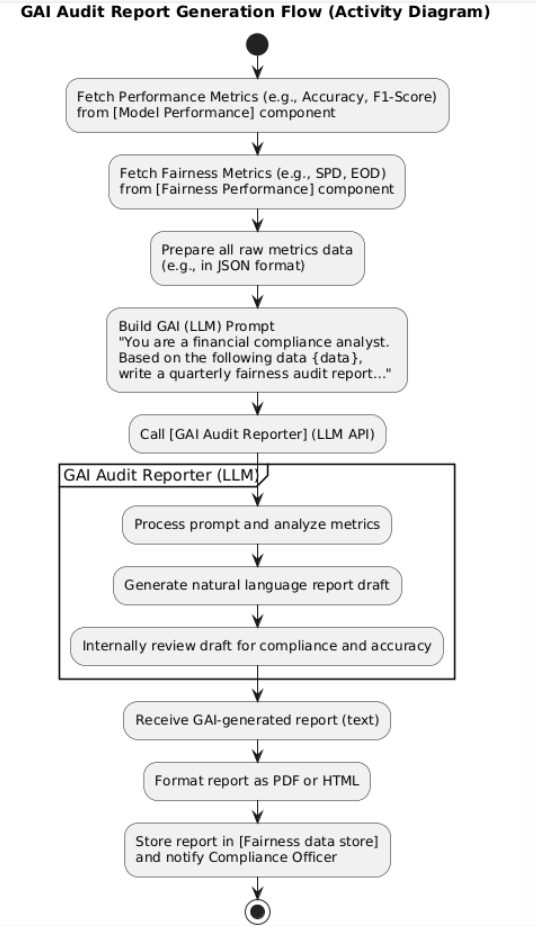 GAI Audit Report Generation Flow (Activity Diagram)
Fetch Performance Metrics (e.g., Accuracy, F1-Score)
from [Model Performance] component
Fetch Fairness Metrics (e.g., SPD, EOD)
from [Fairness Performance] component
Prepare all raw metrics data
(e.g., in JSON format)
Build GAI (LLM) Prompt
"You are a financial compliance analyst.
Based on the following data {data},
write a quarterly fairness audit report..."
Call [GAI Audit Reporter] (LLM API)
GAI Audit Reporter (LLM)
Process prompt and analyze metrics
Generate natural language report draft
Internally review draft for compliance and accuracy
Receive GAI-generated report (text)
Format report as PDF or HTML
Store report in [Fairness data store]
and notify Compliance Officer